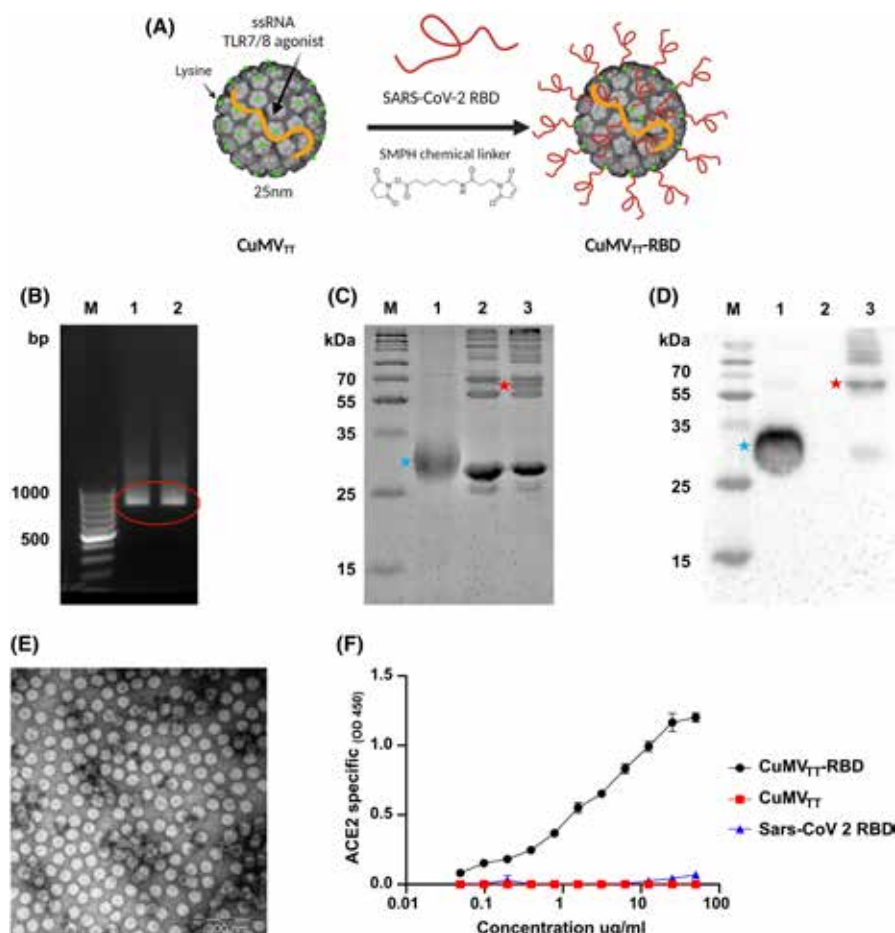 (A)
ssRNA
TLR7/8 agonist
Lysine
SARS-CoV-2 RBD
SMPH chemical linker
25nm
CuMVTT
CuMVTT-RBD
(B)
M 1 2
bp
1000
500
(C)
M 1 2 3
kDa
70
55
35
25
15
(D)
M 1 2 3
kDa
70
55
35
25
15
(E)
(F)
ACE2 specific (OD 450)
1.5
1.0
0.5
0.0
0.01 0.1 1 10 100
Concentration ug/ml
CuMVTT-RBD
CuMVTT
Sars-CoV 2 RBD